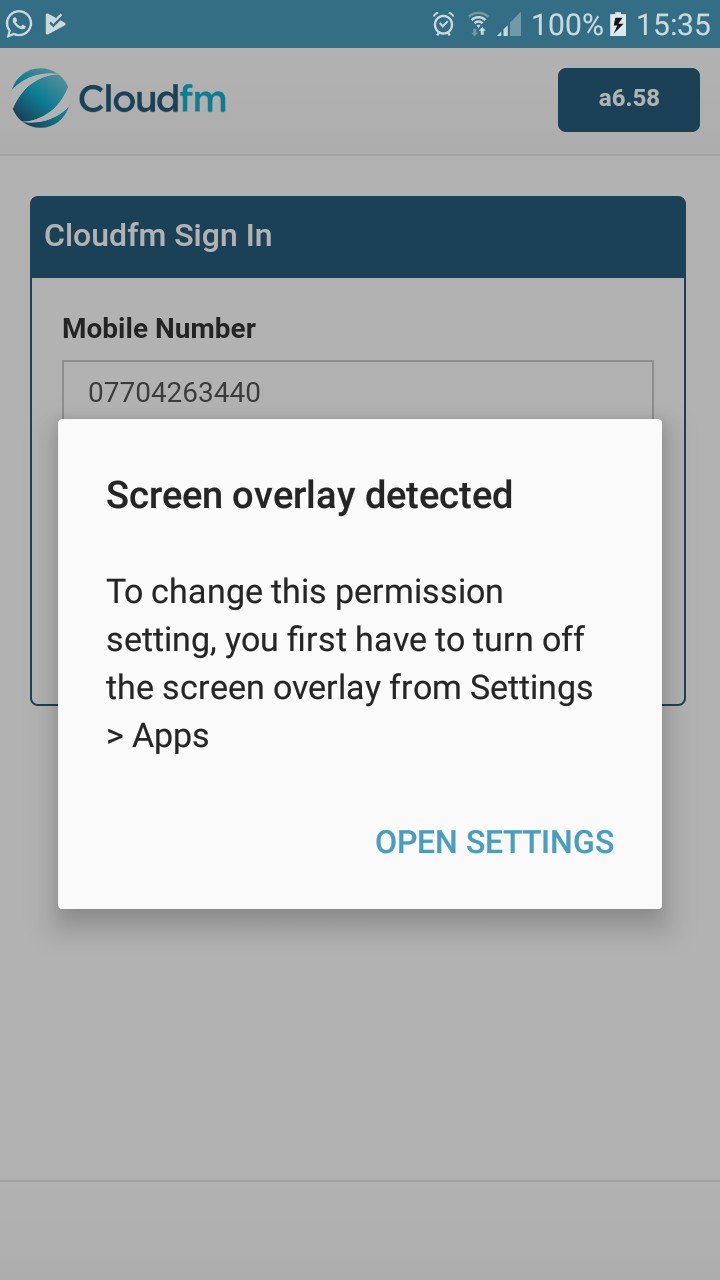 100% 15:35
Cloudfm
a6.58
Cloudfm Sign In
Mobile Number
07704263440
Screen overlay detected
To change this permission
setting, you first have to turn off
the screen overlay from Settings
> Apps
OPEN SETTINGS